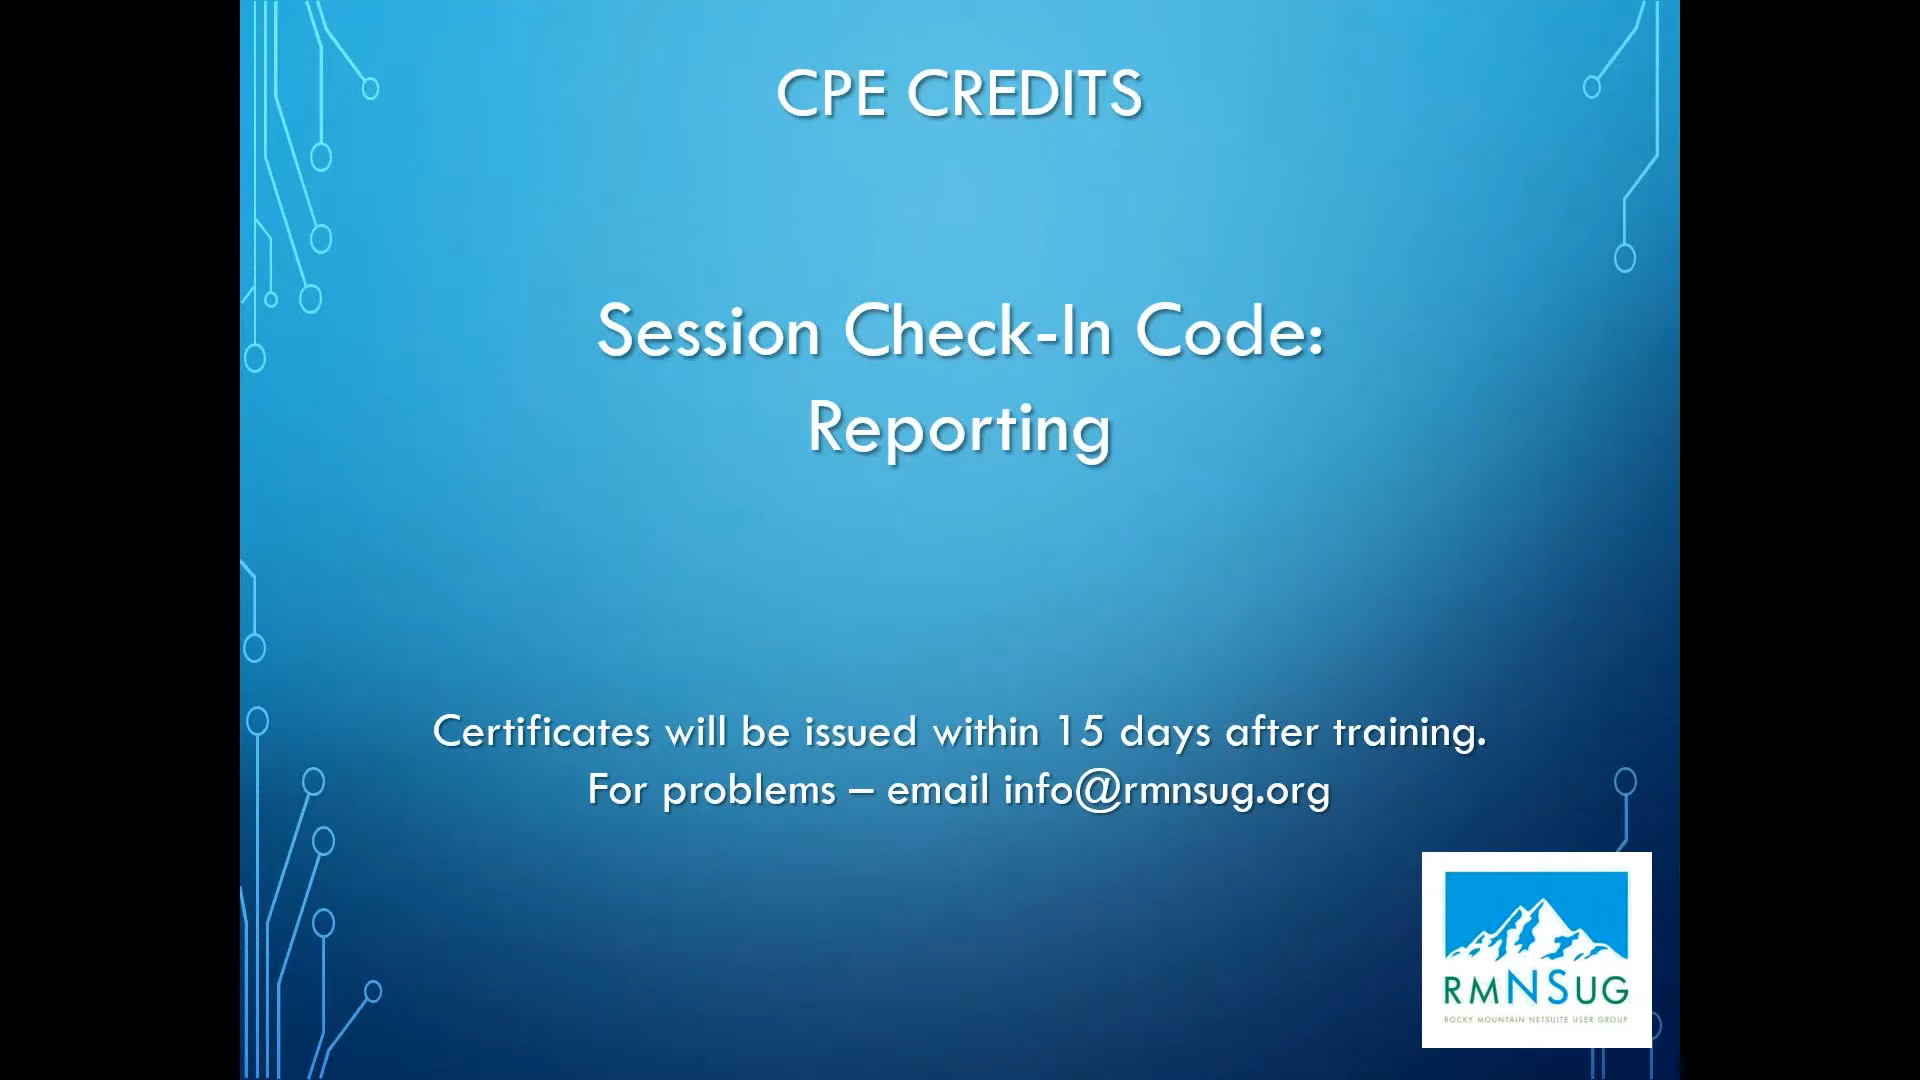 CPE CREDITS
Session Check-In Code:
Reporting
Certificates will be issued within 15 days after training.
For problems – email info@rmnsug.org
RMNSUG
ROCKY MOUNTAIN NETSUITE USER GROUP